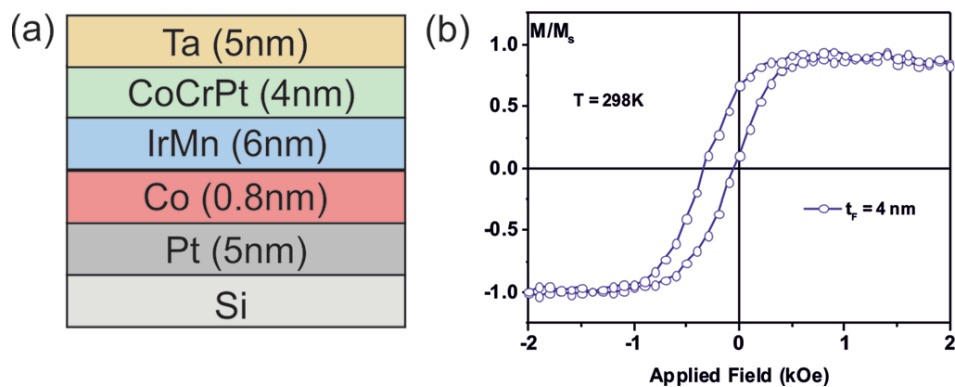 (a)
Ta (5nm)
CoCrPt (4nm)
IrMn (6nm)
Co (0.8nm)
Pt (5nm)
Si
(b)
M/Mₛ
1.0
0.5
0.0
-0.5
-1.0
T = 298K
t_F = 4 nm
-2
-1
0
1
2
Applied Field (kOe)